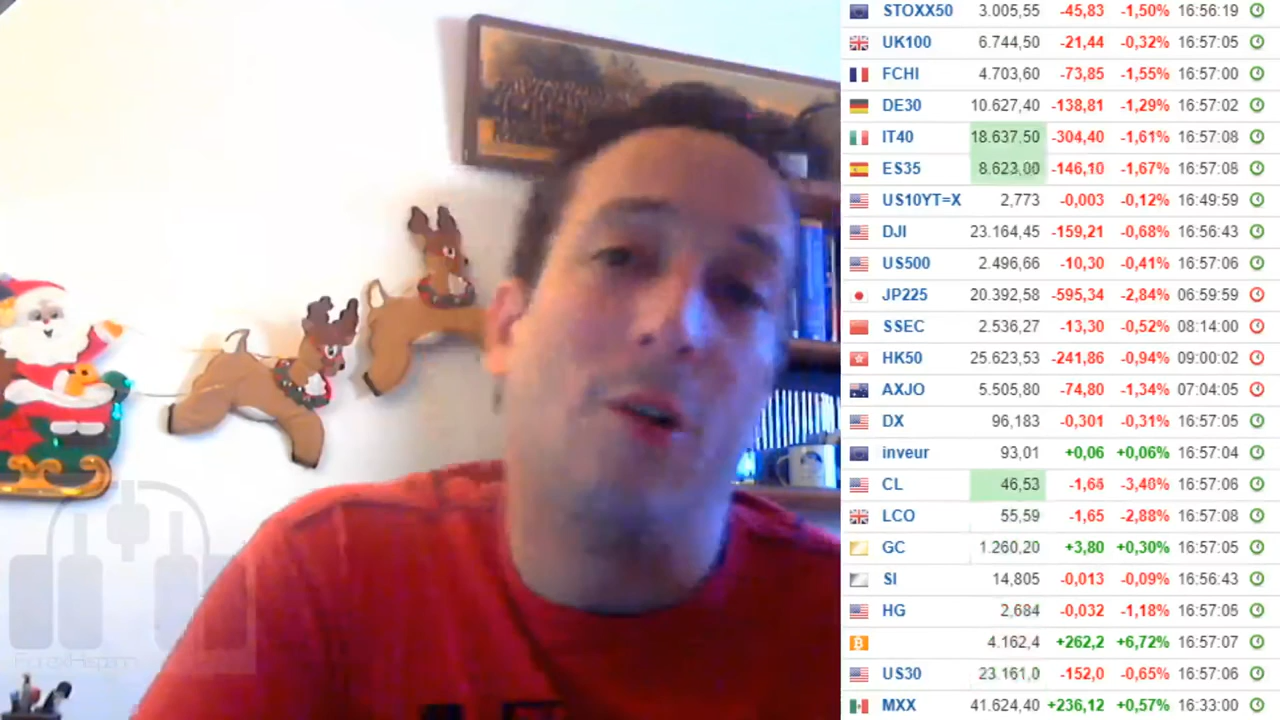 STOXX50 3.005,55 -45,83 -1,50% 16:56:19
UK100 6.744,50 -21,44 -0,32% 16:57:05
FCHI 4.703,60 -73,85 -1,55% 16:57:00
DE30 10.627,40 -138,81 -1,29% 16:57:02
IT40 18.637,50 -304,40 -1,61% 16:57:08
ES35 8.623,00 -146,10 -1,67% 16:57:08
US10YT=X 2,773 -0,003 -0,12% 16:49:59
DJI 23.164,45 -159,21 -0,68% 16:56:43
US500 2.496,66 -10,30 -0,41% 16:57:06
JP225 20.392,58 -595,34 -2,84% 06:59:59
SSEC 2.536,27 -13,30 -0,52% 08:14:00
HK50 25.623,53 -241,86 -0,94% 09:00:02
AXJO 5.505,80 -74,80 -1,34% 07:04:05
DX 96,183 -0,301 -0,31% 16:57:05
inveur 93,01 +0,06 +0,06% 16:57:04
CL 46,53 -1,64 -3,40% 16:57:06
LCO 55,59 -1,65 -2,88% 16:57:08
GC 1.260,20 +3,80 +0,30% 16:57:05
SI 14,805 -0,013 -0,09% 16:56:43
HG 2,684 -0,032 -1,18% 16:57:05
4.162,4 +262,2 +6,72% 16:57:07
US30 23.161,0 -152,0 -0,65% 16:57:06
MXX 41.624,40 +236,12 +0,57% 16:33:00
ForexHispano